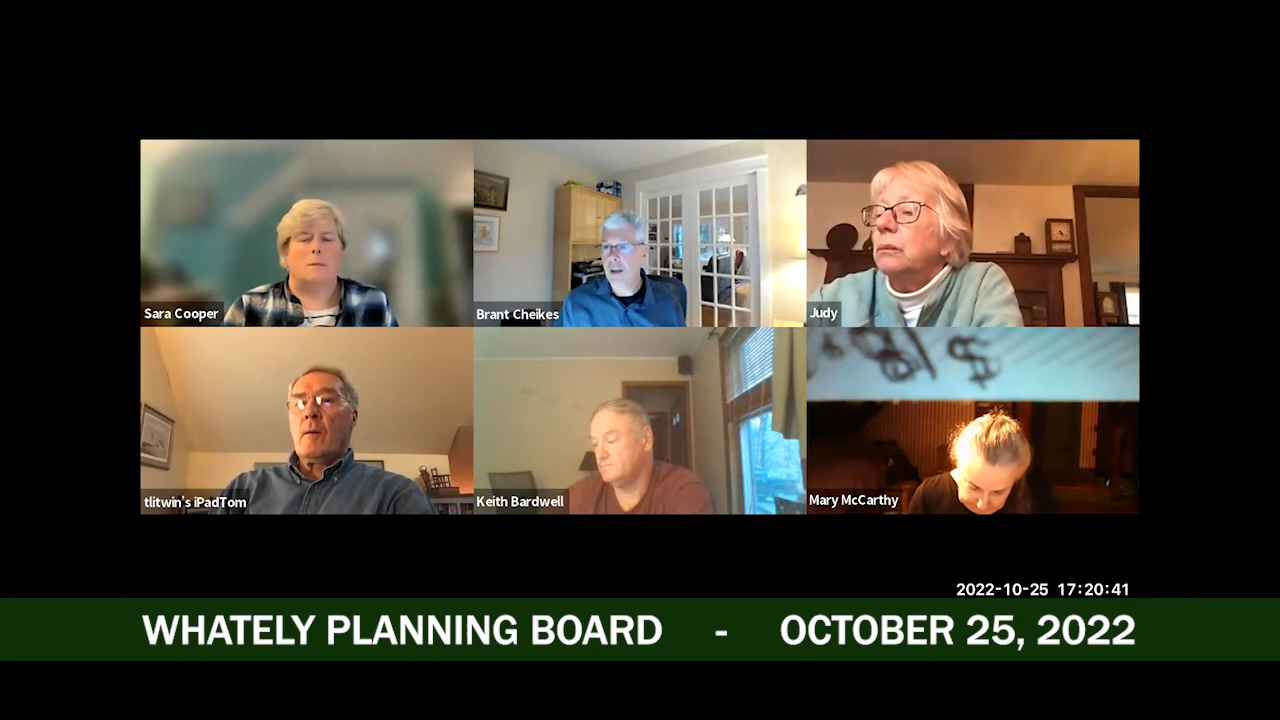 Sara Cooper
Brant Cheikes
Judy
tlitwin's iPadTom
Keith Bardwell
Mary McCarthy
2022-10-25 17:20:41
WHATELY PLANNING BOARD - OCTOBER 25, 2022